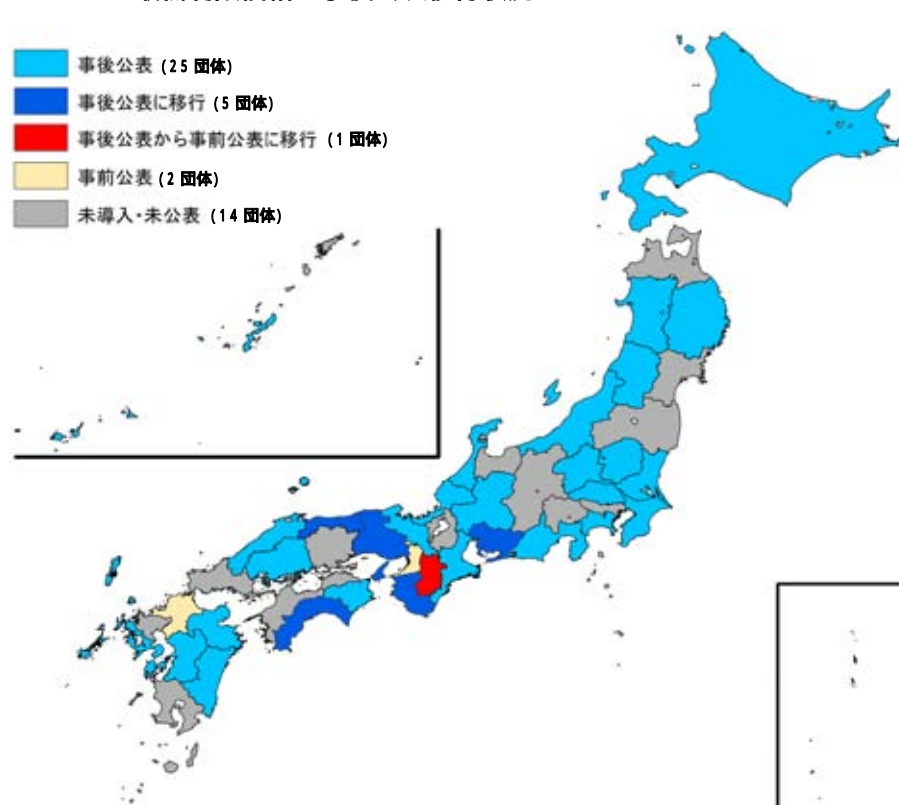 事後公表 (25 団体)
事後公表に移行 (5 団体)
事後公表から事前公表に移行 (1 団体)
事前公表 (2 団体)
未導入・未公表 (14 団体)